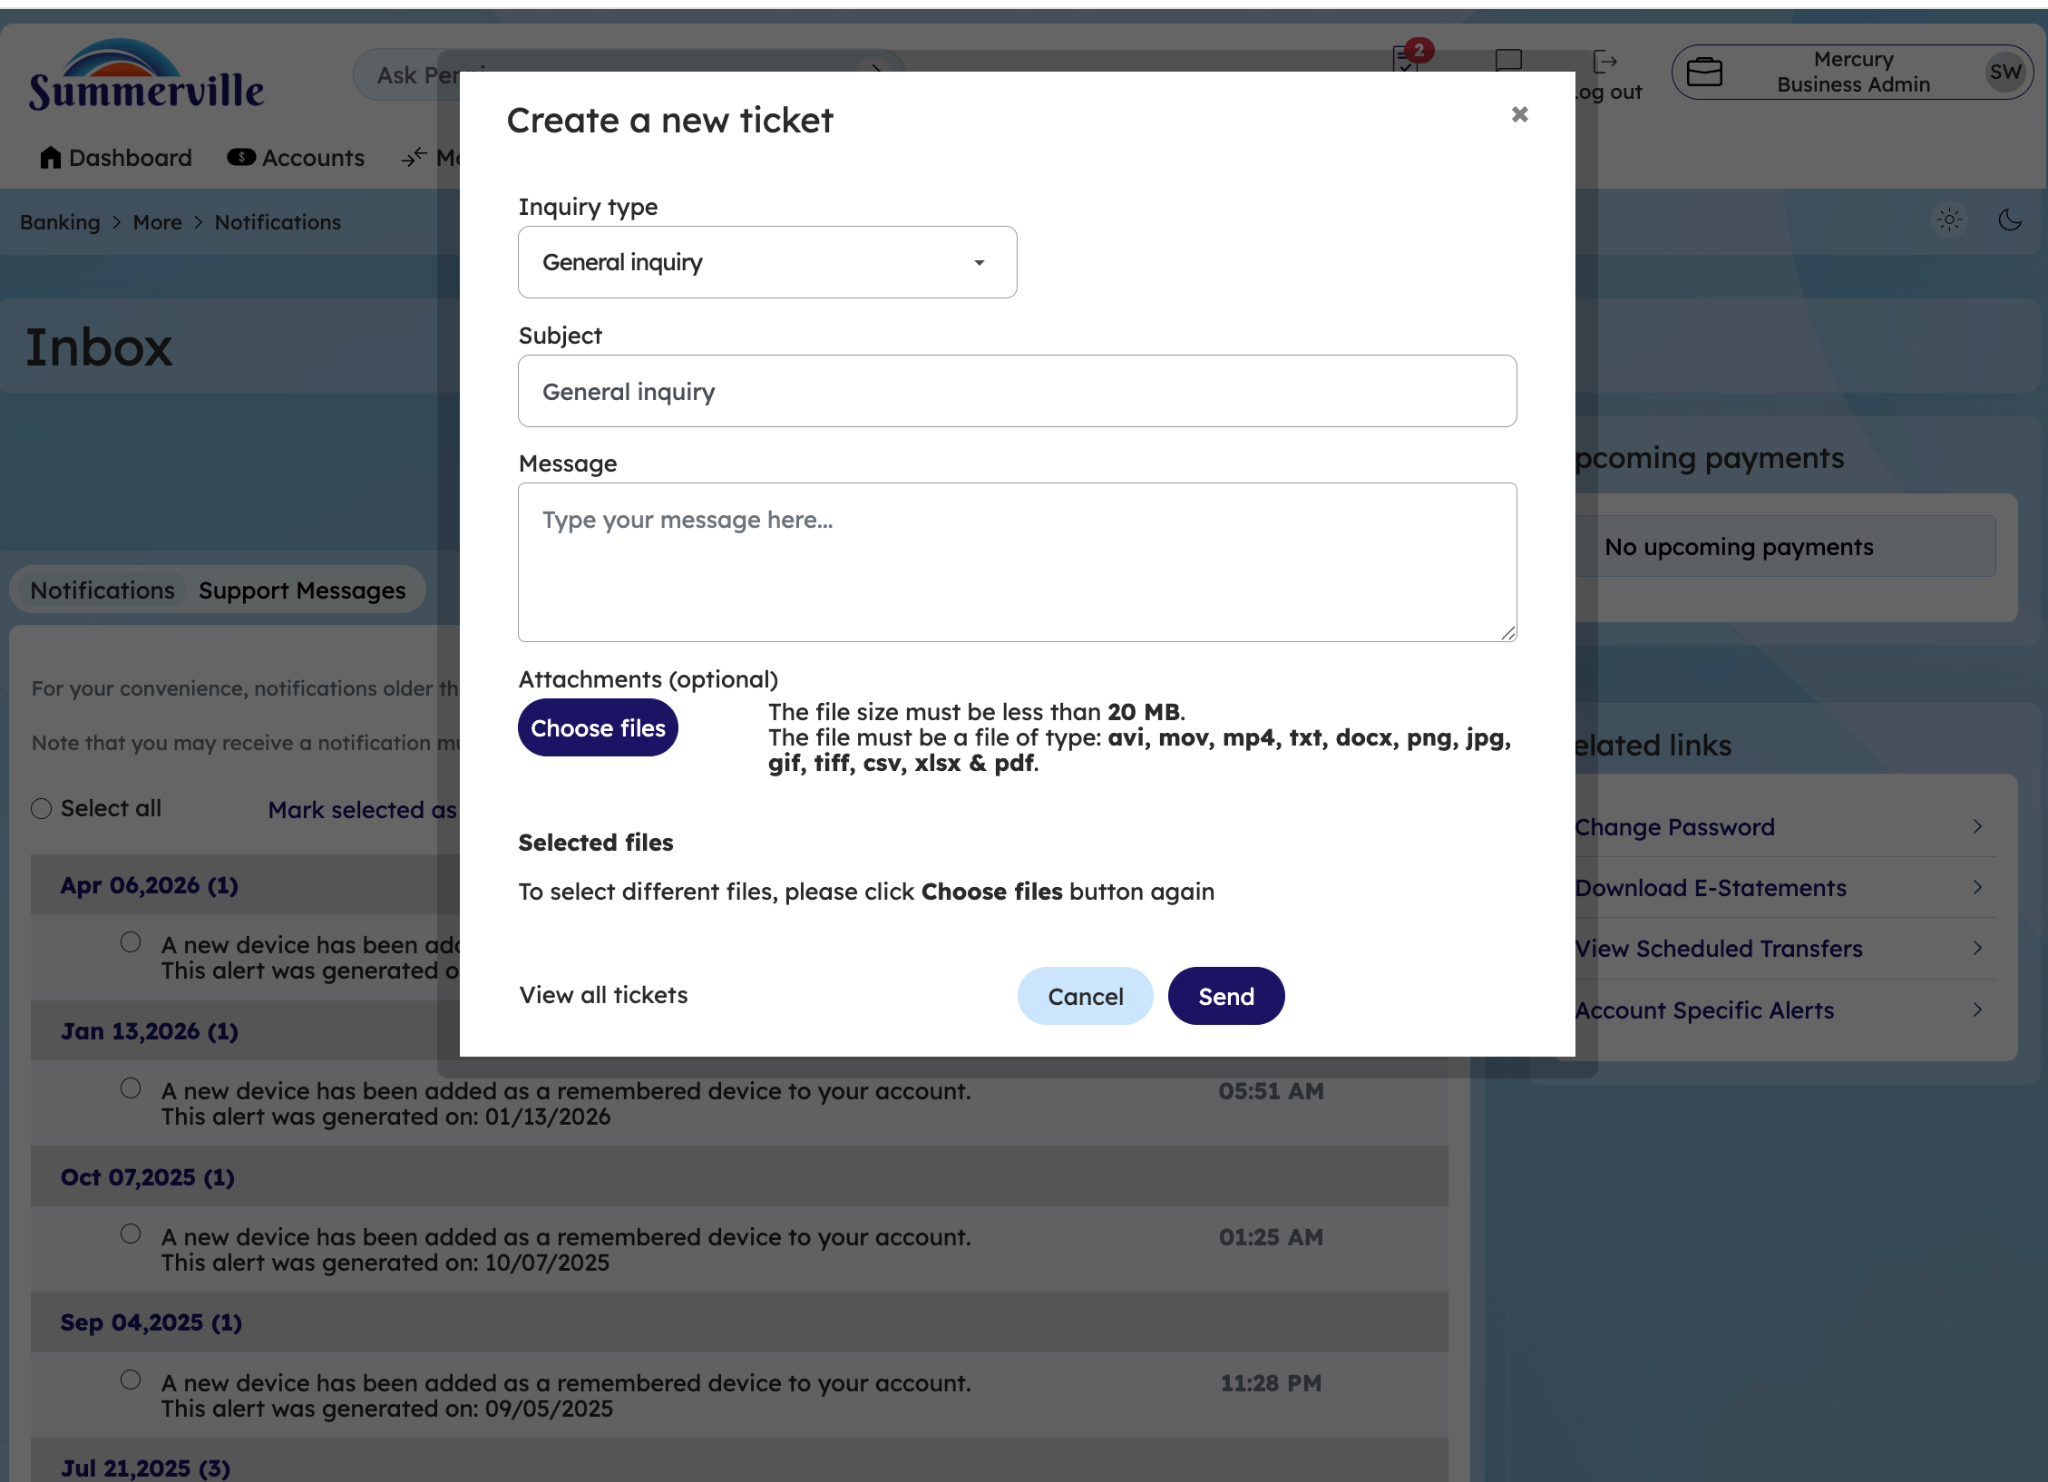 Summerville
Ask
2
Log out
Mercury
Business Admin
SW
Dashboard
Accounts
Banking > More > Notifications
Inbox
Create a new ticket
Inquiry type
General inquiry
Subject
General inquiry
Message
Type your message here...
Attachments (optional)
Choose files
The file size must be less than 20 MB.
The file must be a file of type: avi, mov, mp4, txt, docx, png, jpg,
gif, tiff, csv, xlsx & pdf.
Selected files
To select different files, please click Choose files button again
View all tickets
Cancel
Send
Notifications
Support Messages
For your convenience, notifications older
Note that you may receive a notification
Select all
Mark selected as
Apr 06,2026 (1)
A new device has been
This alert was generated
Jan 13,2026 (1)
A new device has been added as a remembered device to your account.
This alert was generated on: 01/13/2026
05:51 AM
Oct 07,2025 (1)
A new device has been added as a remembered device to your account.
This alert was generated on: 10/07/2025
01:25 AM
Sep 04,2025 (1)
A new device has been added as a remembered device to your account.
This alert was generated on: 09/05/2025
11:28 PM
Jul 21,2025 (3)
payments
No upcoming payments
links
Change Password
Download E-Statements
View Scheduled Transfers
Account Specific Alerts